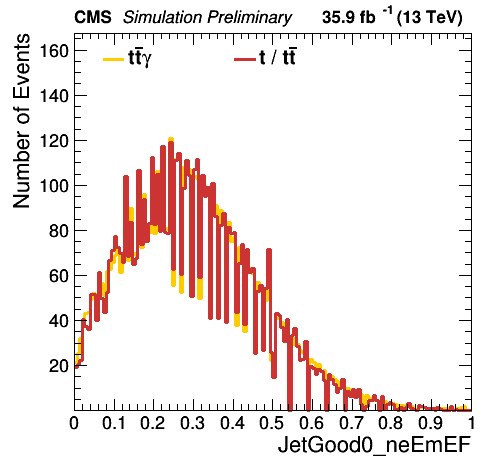 CMS Simulation Preliminary 35.9 fb⁻¹ (13 TeV)
tt̄γ t / tt̄
Number of Events
160
140
120
100
80
60
40
20
0 0.1 0.2 0.3 0.4 0.5 0.6 0.7 0.8 0.9 1
JetGood0_neEmEF